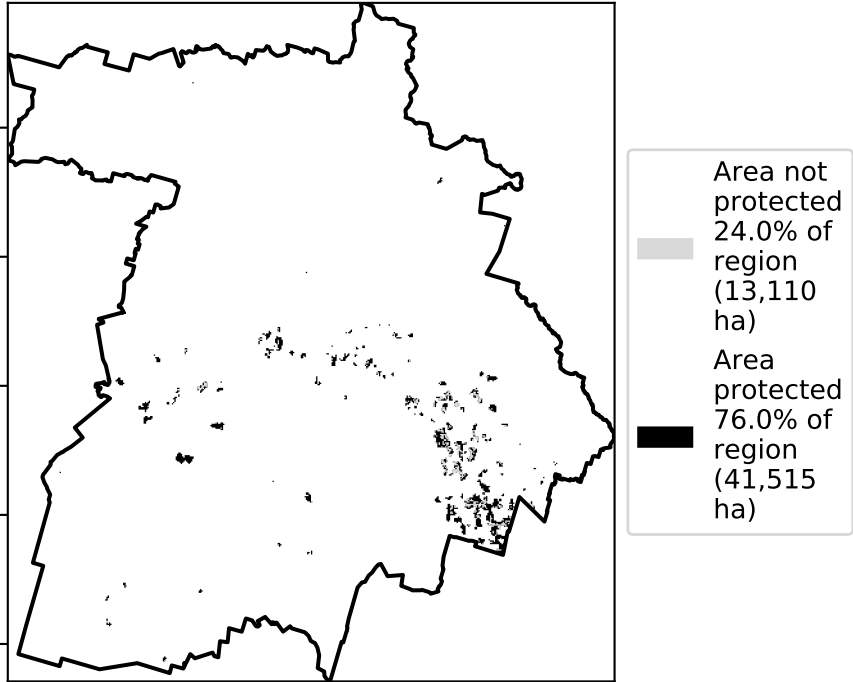 Area not
protected
24.0% of
region
(13,110
ha)
Area
protected
76.0% of
region
(41,515
ha)